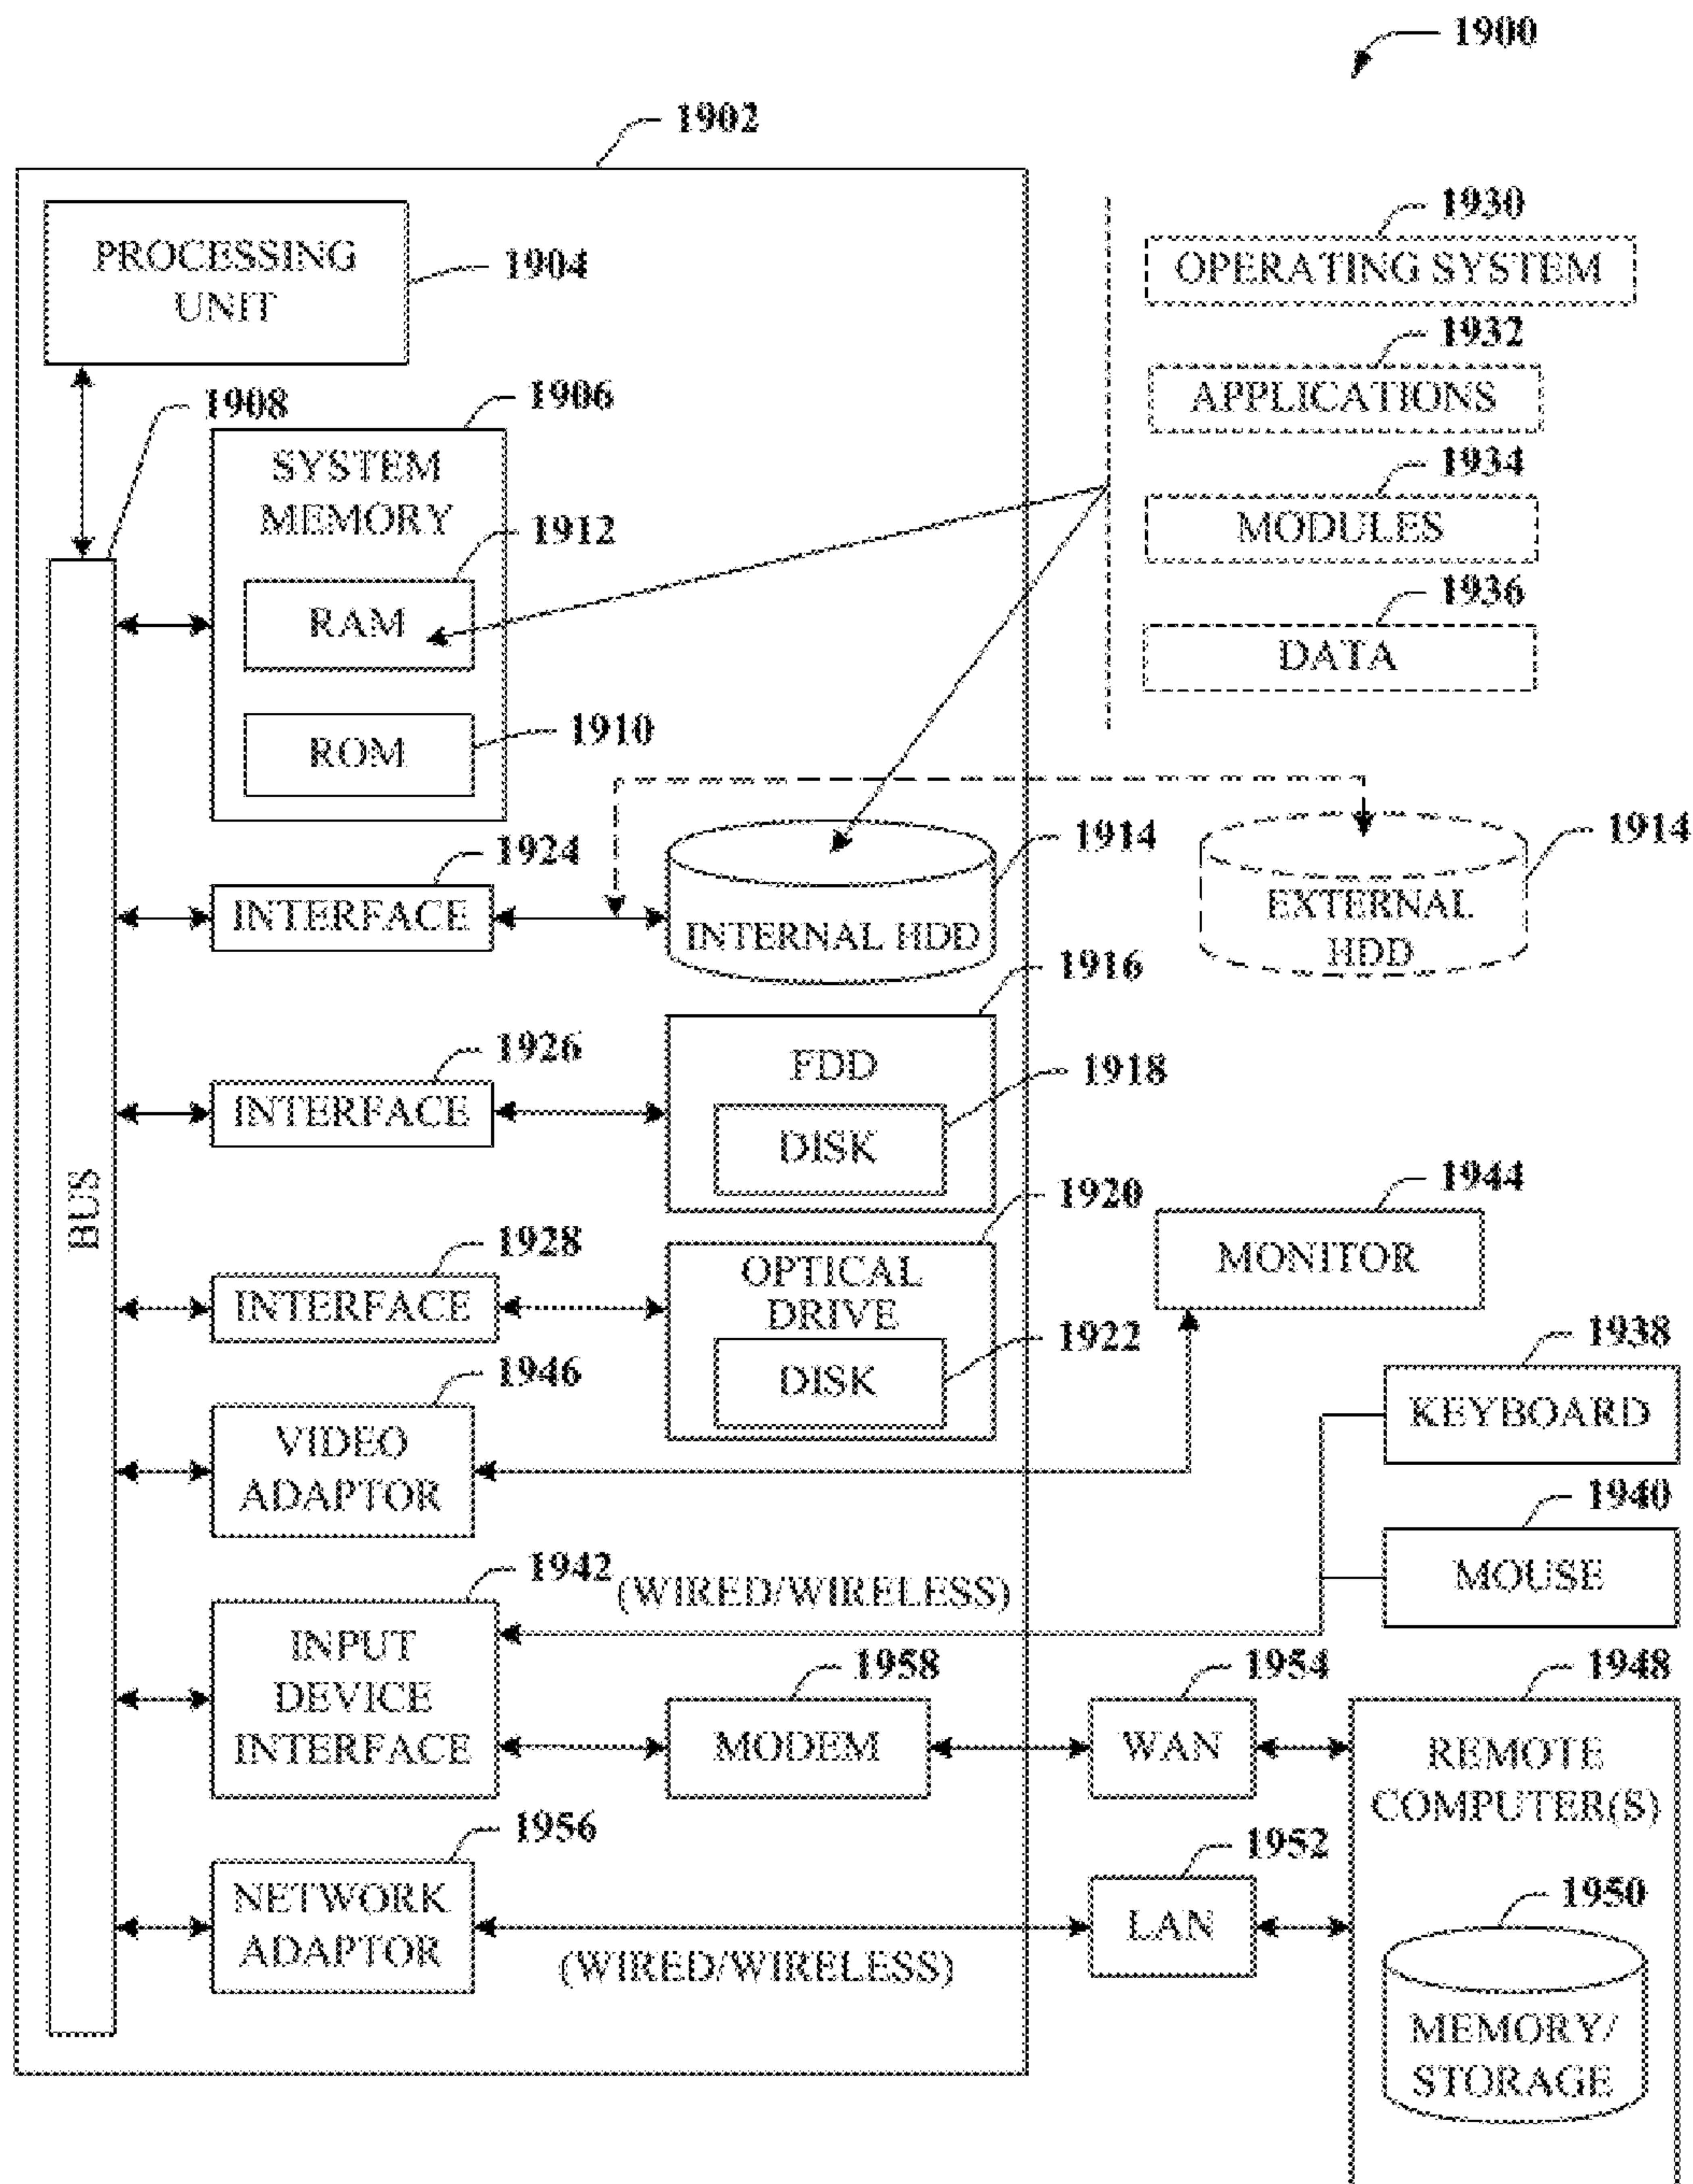 1900
1902
PROCESSING
UNIT
1904
1930
OPERATING SYSTEM
1932
APPLICATIONS
1934
MODULES
1936
DATA
1908
1906
SYSTEM
MEMORY
1912
RAM
1910
ROM
1924
INTERFACE
1914
INTERNAL HDD
1914
EXTERNAL
HDD
1926
INTERFACE
1916
FDD
1918
DISK
BUS
1928
INTERFACE
1920
OPTICAL
DRIVE
1922
DISK
1944
MONITOR
1946
VIDEO
ADAPTOR
1938
KEYBOARD
1940
MOUSE
1942
(WIRED/WIRELESS)
INPUT
DEVICE
INTERFACE
1958
MODEM
1954
WAN
1948
REMOTE
COMPUTER(S)
1956
NETWORK
ADAPTOR
(WIRED/WIRELESS)
1952
LAN
1950
MEMORY/
STORAGE